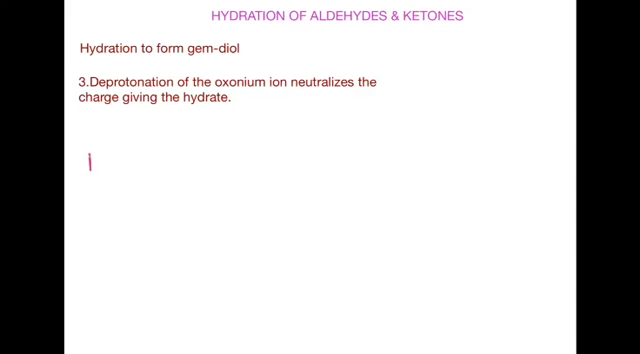 HYDRATION OF ALDEHYDES & KETONES
Hydration to form gem-diol
3.Deprotonation of the oxonium ion neutralizes the
charge giving the hydrate.